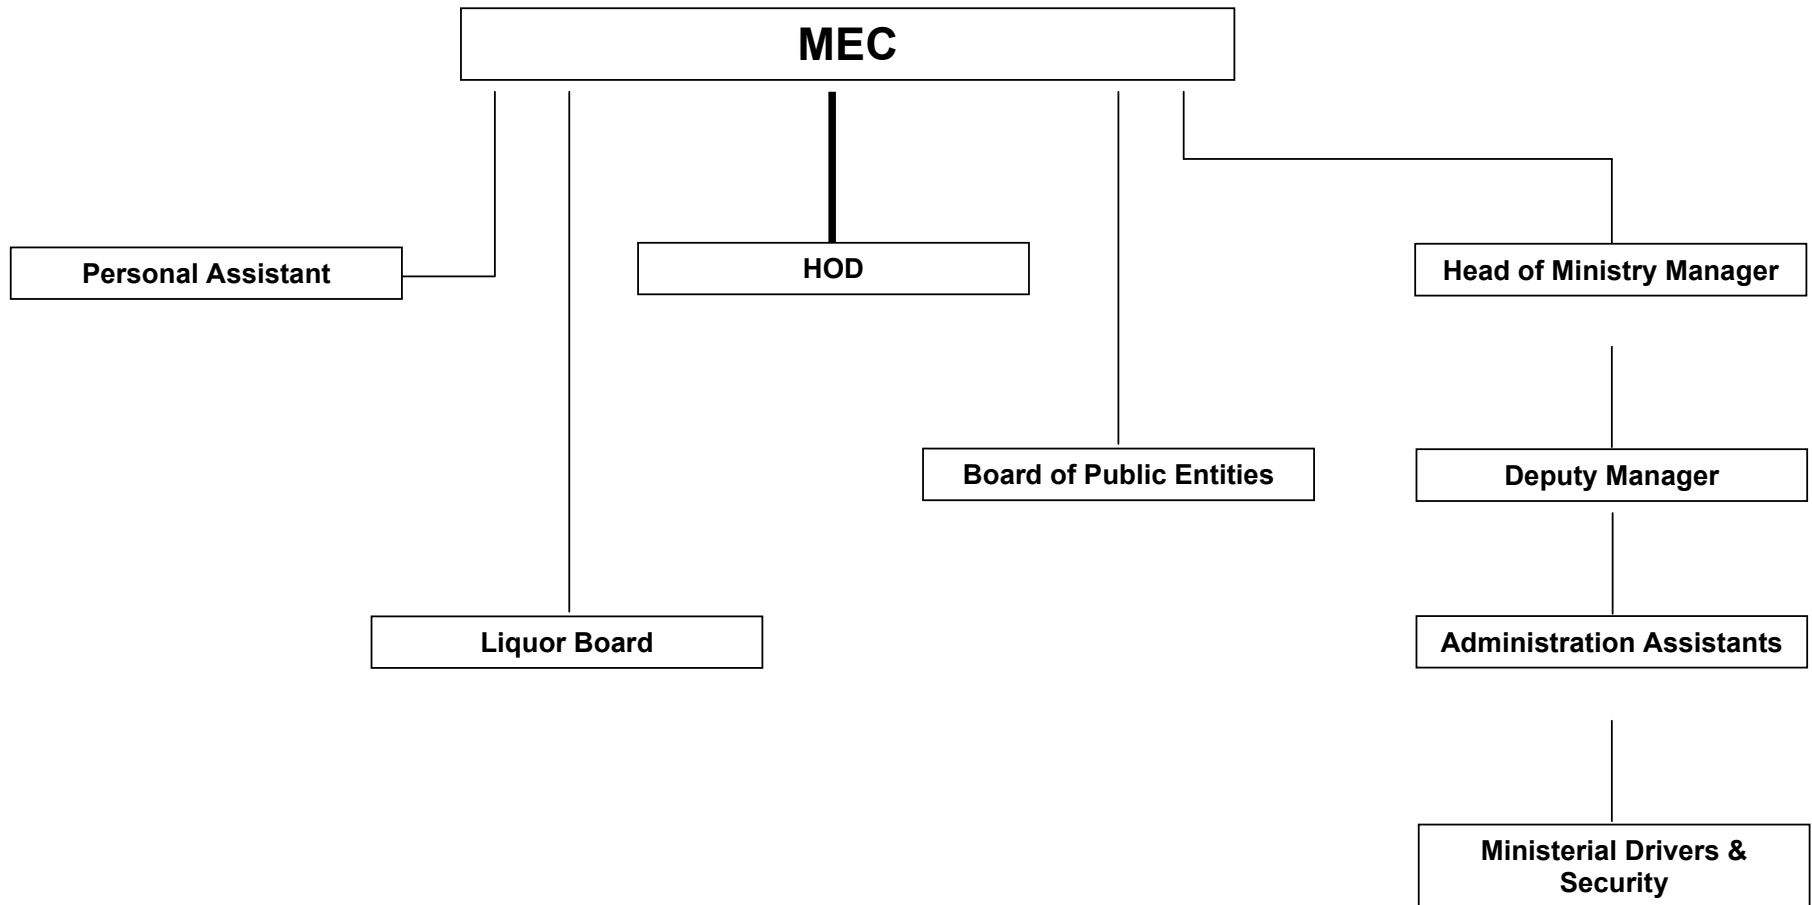 MEC
Personal Assistant
HOD
Head of Ministry Manager
Board of Public Entities
Deputy Manager
Liquor Board
Administration Assistants
Ministerial Drivers &
Security